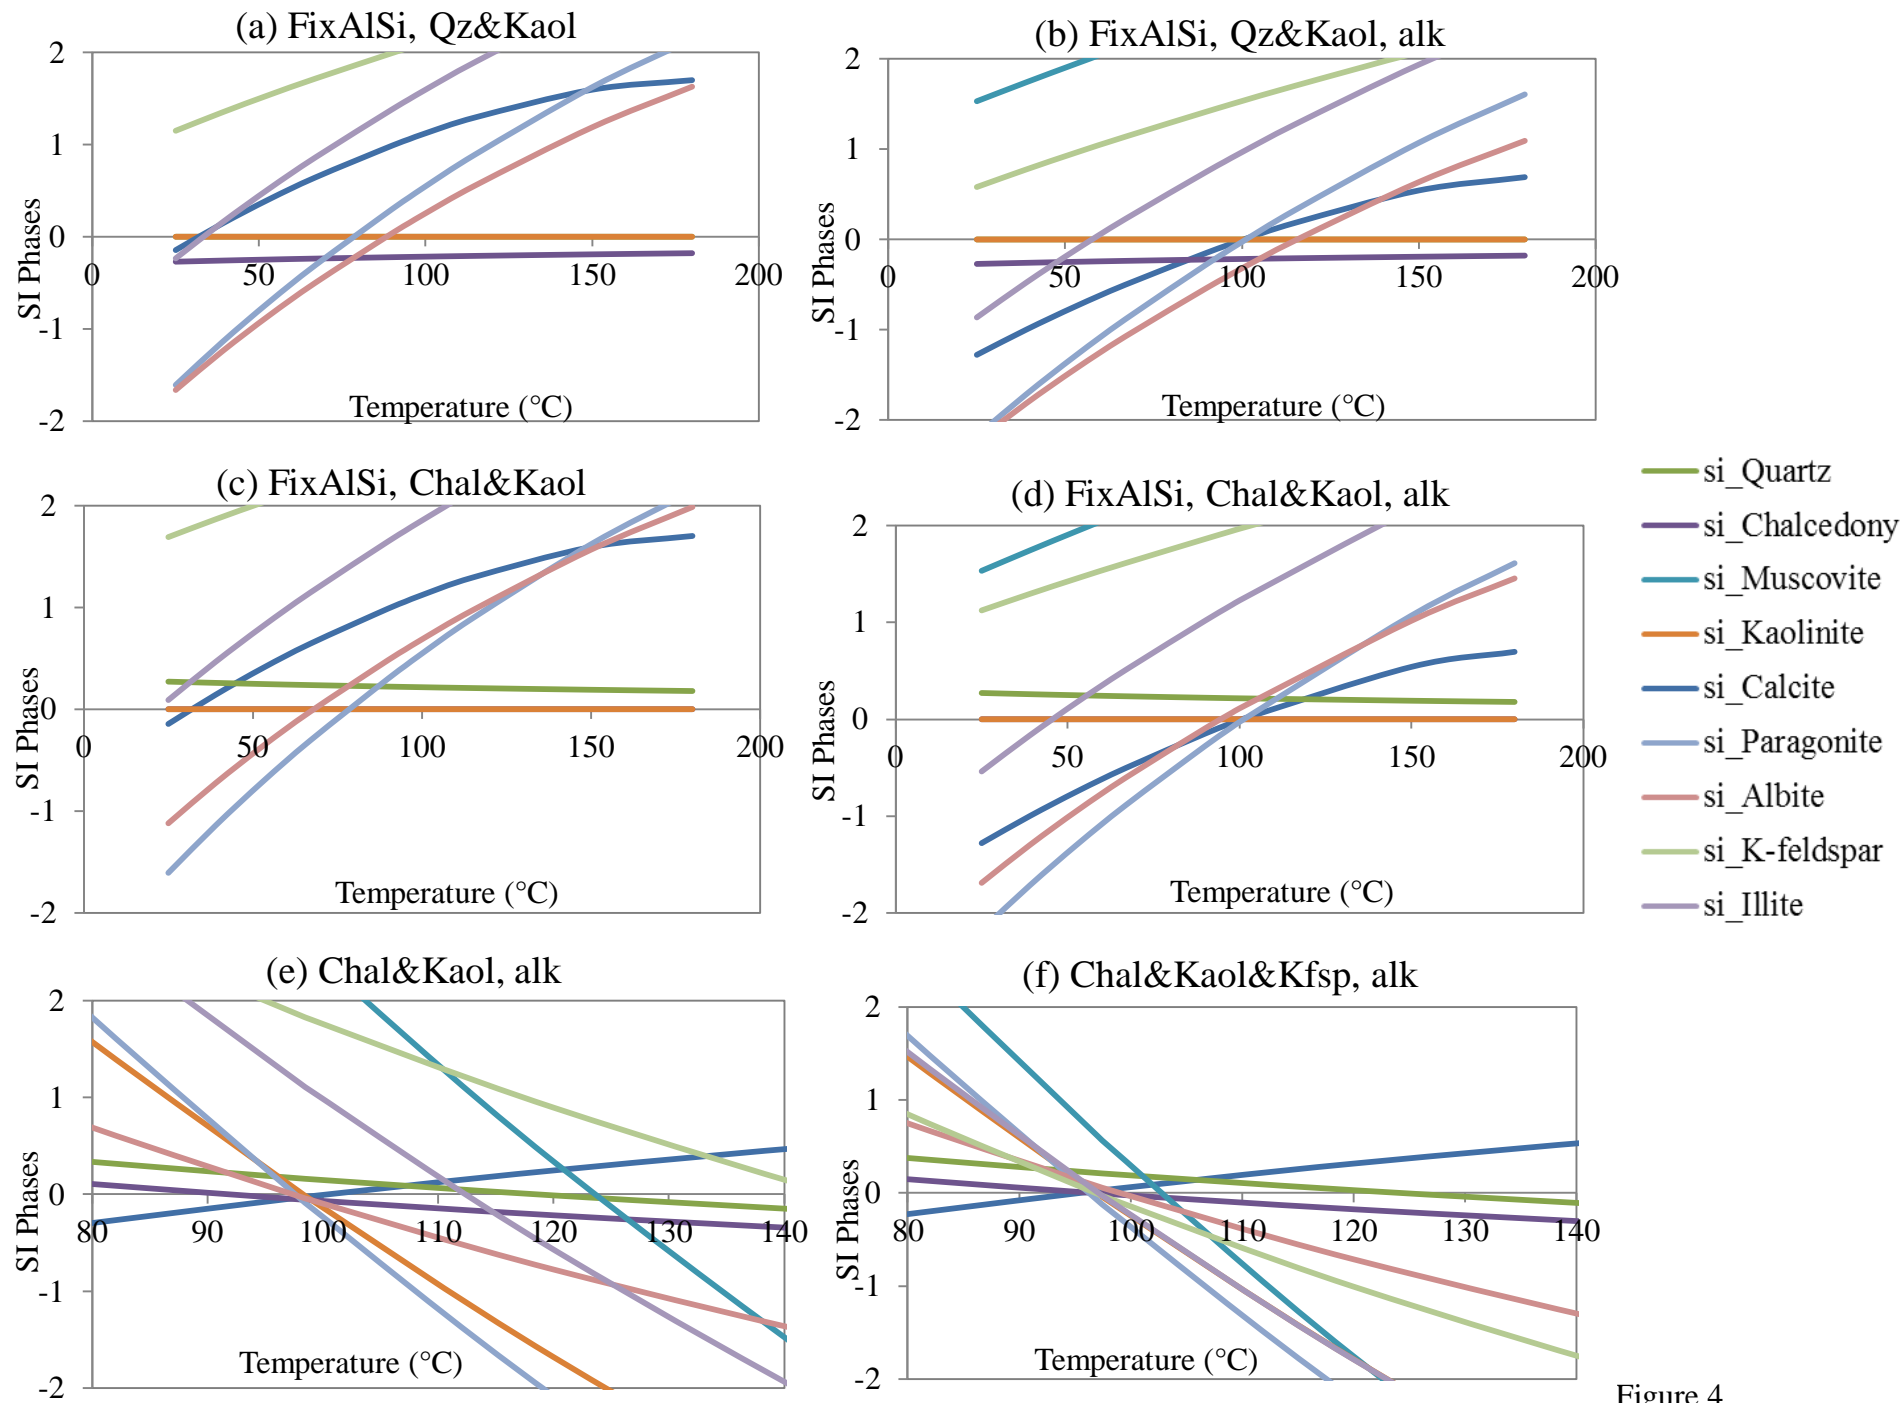 (a) FixAlSi, Qz&Kaol
2
1
0
-1
-2
0
50
100
150
200
SI Phases
Temperature (°C)
(b) FixAlSi, Qz&Kaol, alk
2
1
0
-1
-2
0
50
100
150
200
SI Phases
Temperature (°C)
(c) FixAlSi, Chal&Kaol
2
1
0
-1
-2
0
50
100
150
200
SI Phases
Temperature (°C)
(d) FixAlSi, Chal&Kaol, alk
2
1
0
-1
-2
0
50
100
150
200
SI Phases
Temperature (°C)
si_Quartz
si_Chalcedony
si_Muscovite
si_Kaolinite
si_Calcite
si_Paragonite
si_Albite
si_K-feldspar
si_Illite
(e) Chal&Kaol, alk
2
1
0
-1
-2
80
90
100
110
120
130
140
SI Phases
Temperature (°C)
(f) Chal&Kaol&Kfsp, alk
2
1
0
-1
-2
80
90
100
110
120
130
140
SI Phases
Temperature (°C)
Figure 4